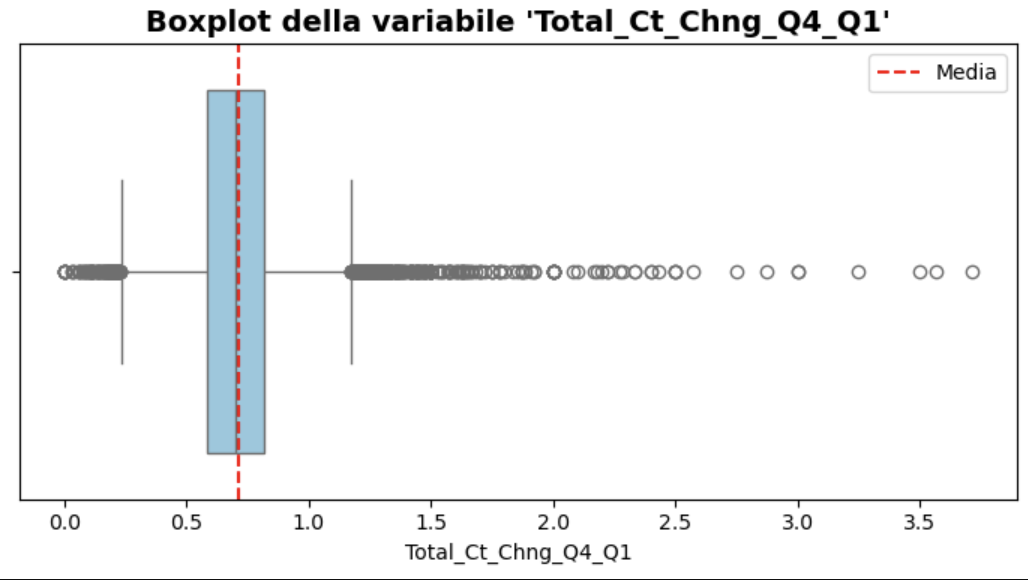 Boxplot della variabile 'Total_Ct_Chng_Q4_Q1'
Media
0.0 0.5 1.0 1.5 2.0 2.5 3.0 3.5
Total_Ct_Chng_Q4_Q1